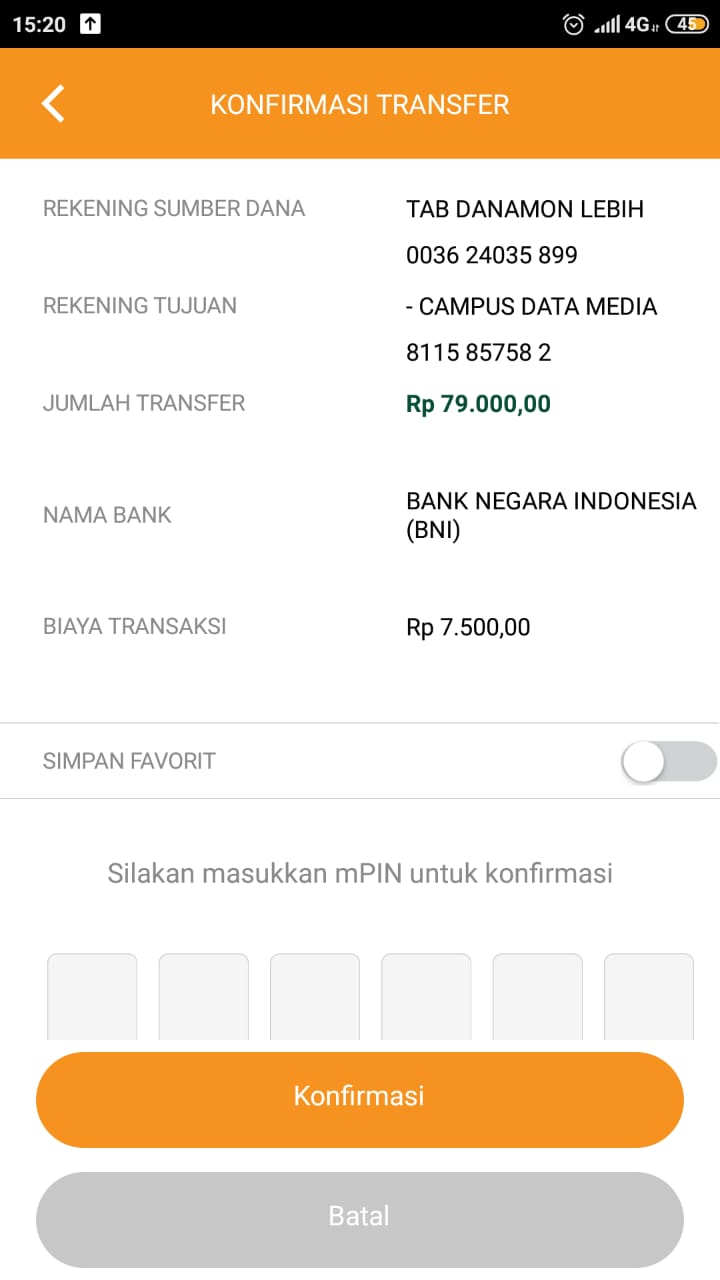 15:20 4G 45
KONFIRMASI TRANSFER
REKENING SUMBER DANA TAB DANAMON LEBIH
0036 24035 899
REKENING TUJUAN - CAMPUS DATA MEDIA
8115 85758 2
JUMLAH TRANSFER Rp 79.000,00
NAMA BANK BANK NEGARA INDONESIA
(BNI)
BIAYA TRANSAKSI Rp 7.500,00
SIMPAN FAVORIT
Silakan masukkan mPIN untuk konfirmasi
Konfirmasi
Batal